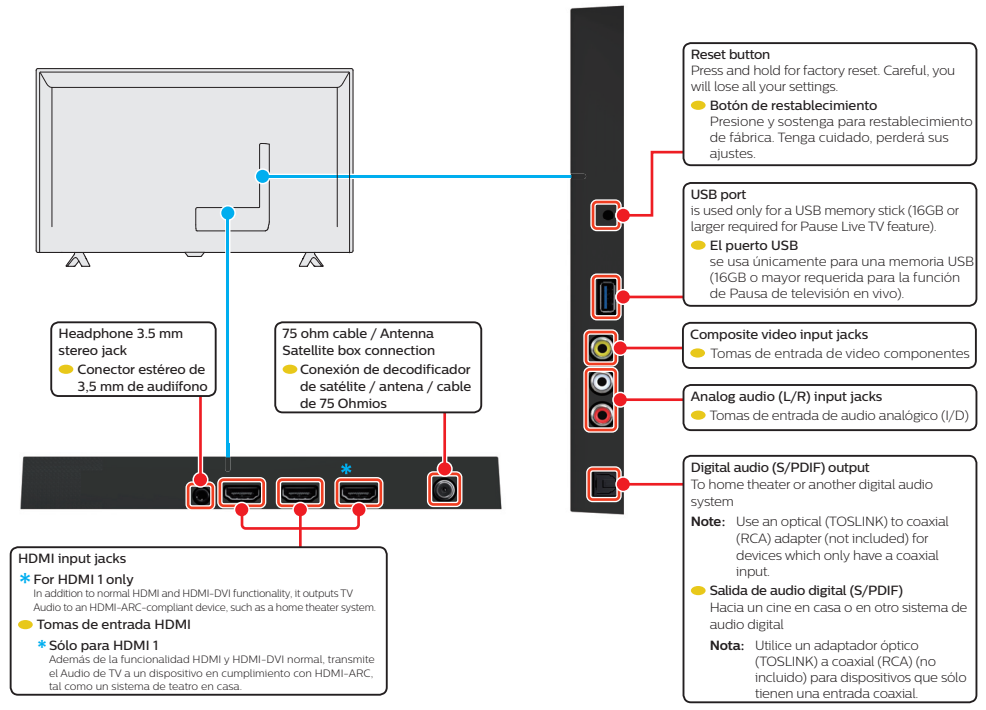 Reset button
Press and hold for factory reset. Careful, you
will lose all your settings.
Botón de restablecimiento
Presione y sostenga para restablecimiento
de fábrica. Tenga cuidado, perderá sus
ajustes.
USB port
is used only for a USB memory stick (16GB or
larger required for Pause Live TV feature).
El puerto USB
se usa únicamente para una memoria USB
(16GB o mayor requerida para la función
de Pausa de televisión en vivo).
Headphone 3.5 mm
stereo jack
Conector estéreo de
3,5 mm de audiífono
75 ohm cable / Antenna
Satellite box connection
Conexión de decodificador
de satélite / antena / cable
de 75 Ohmios
Composite video input jacks
Tomas de entrada de video componentes
Analog audio (L/R) input jacks
Tomas de entrada de audio analógico (I/D)
*
Digital audio (S/PDIF) output
To home theater or another digital audio
system
Note: Use an optical (TOSLINK) to coaxial
(RCA) adapter (not included) for
devices which only have a coaxial
input.
Salida de audio digital (S/PDIF)
Hacia un cine en casa o en otro sistema de
audio digital
Nota: Utilice un adaptador óptico
(TOSLINK) a coaxial (RCA) (no
incluido) para dispositivos que sólo
tienen una entrada coaxial.
HDMI input jacks
* For HDMI 1 only
In addition to normal HDMI and HDMI-DVI functionality, it outputs TV
Audio to an HDMI-ARC-compliant device, such as a home theater system.
Tomas de entrada HDMI
* Sólo para HDMI 1
Además de la funcionalidad HDMI y HDMI-DVI normal, transmite
el Audio de TV a un dispositivo en cumplimiento con HDMI-ARC,
tal como un sistema de teatro en casa.